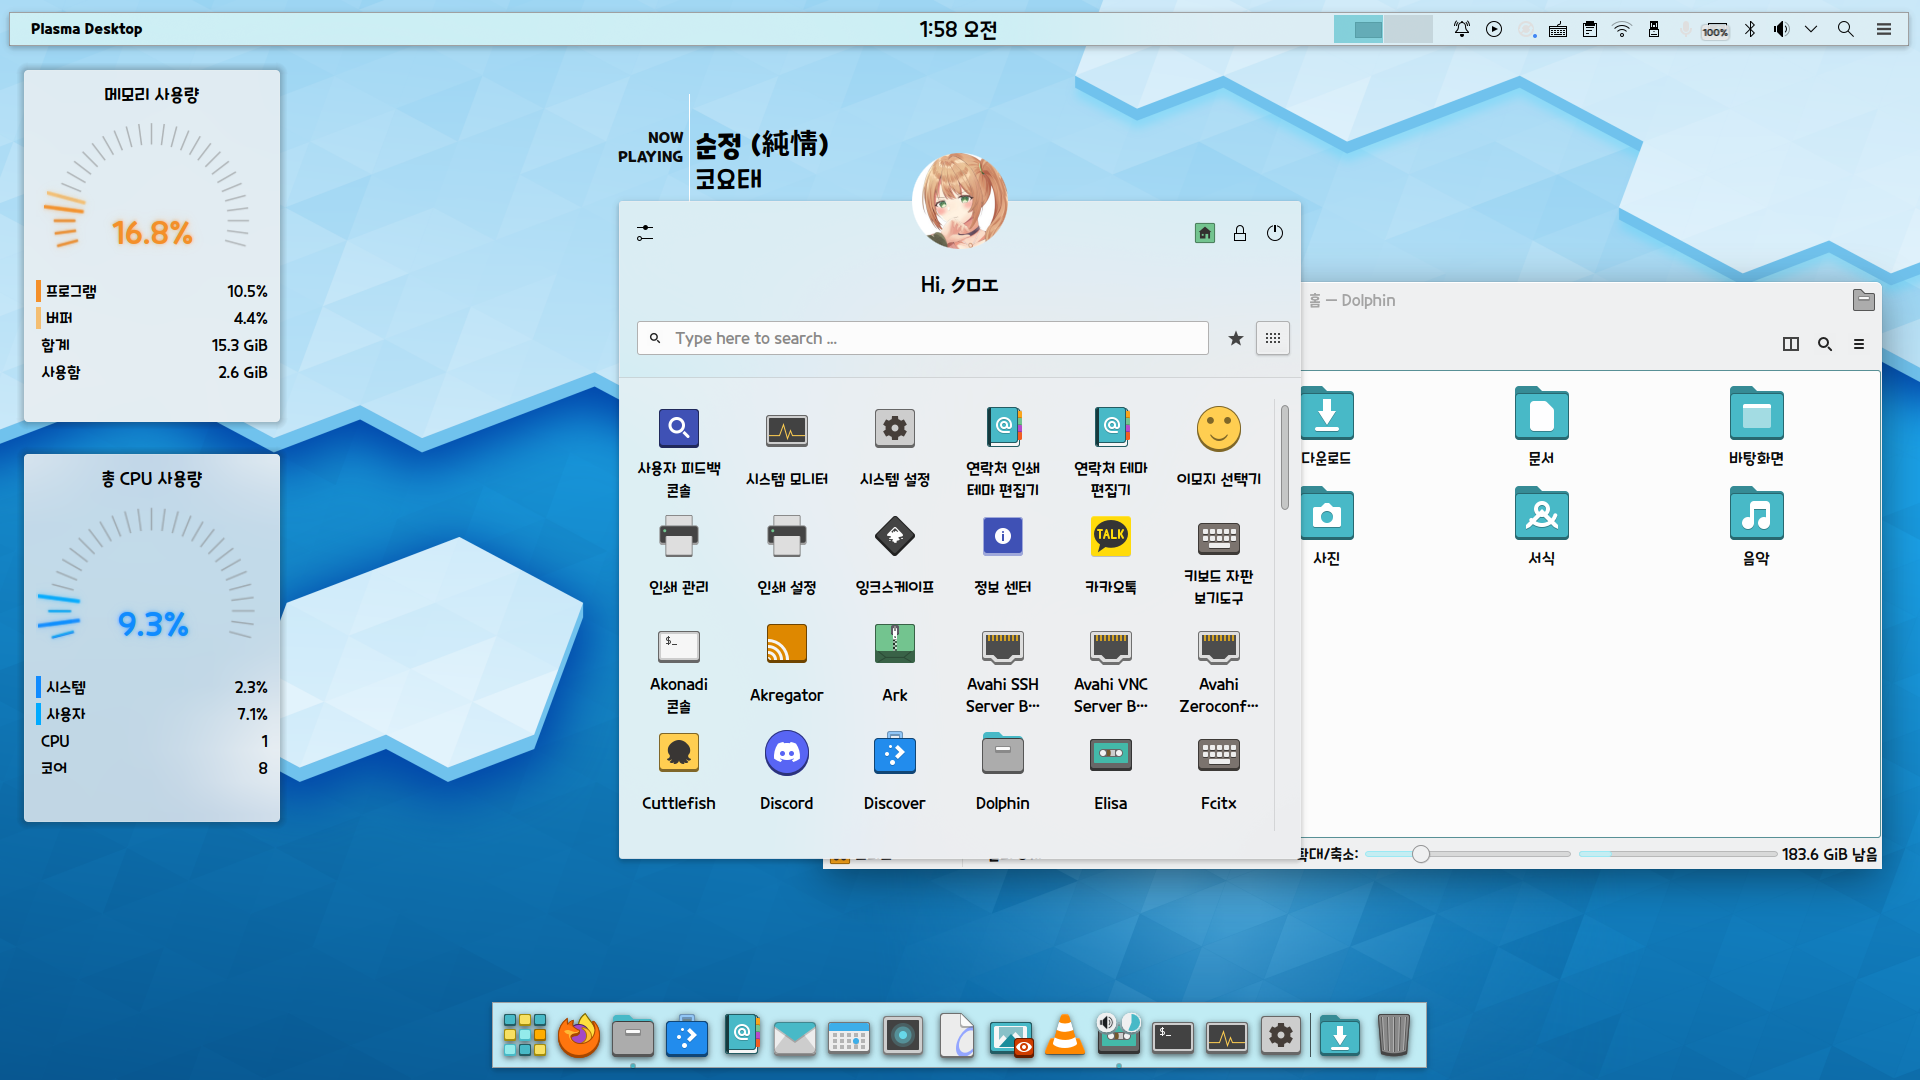 Plasma Desktop
1:58 오전
100%
메모리 사용량
16.8%
프로그램 10.5%
버퍼 4.4%
합계 15.3 GiB
사용함 2.6 GiB
총 CPU 사용량
9.3%
시스템 2.3%
사용자 7.1%
CPU 1
코어 8
NOW
PLAYING
순정 (純情)
코요태
Hi, クロエ
Type here to search ...
사용자 피드백
콘솔
시스템 모니터
시스템 설정
연락처 인쇄
테마 편집기
연락처 테마
편집기
이모지 선택기
인쇄 관리
인쇄 설정
잉크스케이프
정보 센터
TALK
카카오톡
키보드 자판
보기도구
Akonadi
콘솔
Akregator
Ark
Avahi SSH
Server B…
Avahi VNC
Server B…
Avahi
Zeroconf…
Cuttlefish
Discord
Discover
Dolphin
Elisa
Fcitx
홈 — Dolphin
다운로드
문서
바탕화면
사진
서식
음악
확대/축소:
183.6 GiB 남음